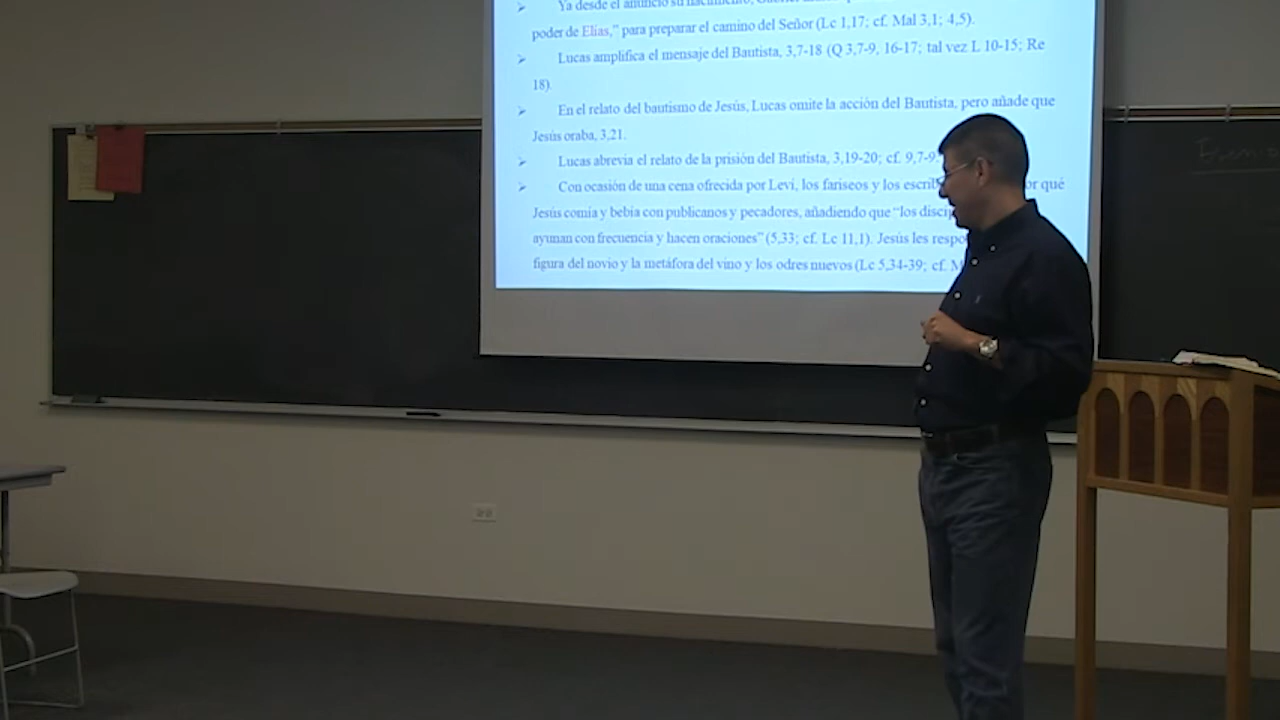 Ya desde el anuncio su nacimiento, Gabriel
poder de Elías,” para preparar el camino del Señor (Lc 1,17; cf. Mal 3,1; 4,5).
➢ Lucas amplifica el mensaje del Bautista, 3,7-18 (Q 3,7-9, 16-17; tal vez L 10-15; Re
18).
➢ En el relato del bautismo de Jesús, Lucas omite la acción del Bautista, pero añade que
Jesús oraba, 3,21.
➢ Lucas abrevia el relato de la prisión del Bautista, 3,19-20; cf. 9,7-9
➢ Con ocasión de una cena ofrecida por Leví, los fariseos y los escrib or qué
Jesús comía y bebía con publicanos y pecadores, añadiendo que “los discip
ayunan con frecuencia y hacen oraciones” (5,33; cf. Lc 11,1). Jesús les respo
figura del novio y la metáfora del vino y los odres nuevos (Lc 5,34-39; cf. M